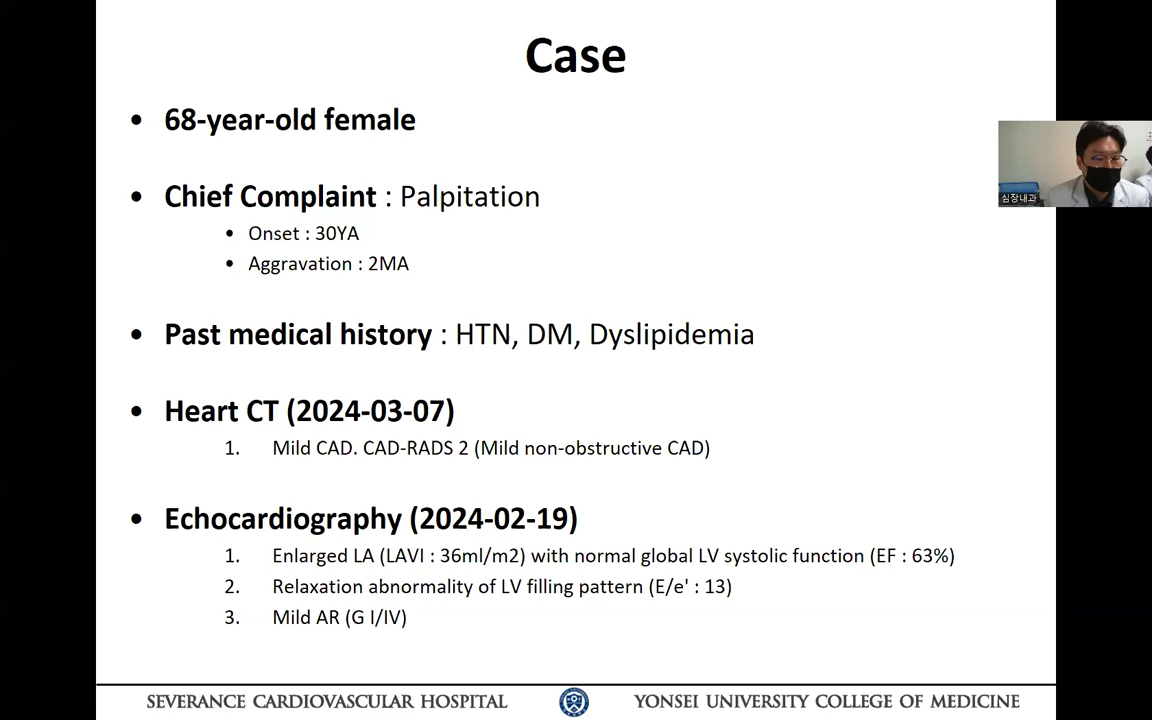 Case
• 68-year-old female
• Chief Complaint : Palpitation
• Onset : 30YA
• Aggravation : 2MA
• Past medical history : HTN, DM, Dyslipidemia
• Heart CT (2024-03-07)
1. Mild CAD. CAD-RADS 2 (Mild non-obstructive CAD)
• Echocardiography (2024-02-19)
1. Enlarged LA (LAVI : 36ml/m2) with normal global LV systolic function (EF : 63%)
2. Relaxation abnormality of LV filling pattern (E/e' : 13)
3. Mild AR (G I/IV)
심장내과
SEVERANCE CARDIOVASCULAR HOSPITAL
YONSEI UNIVERSITY COLLEGE OF MEDICINE